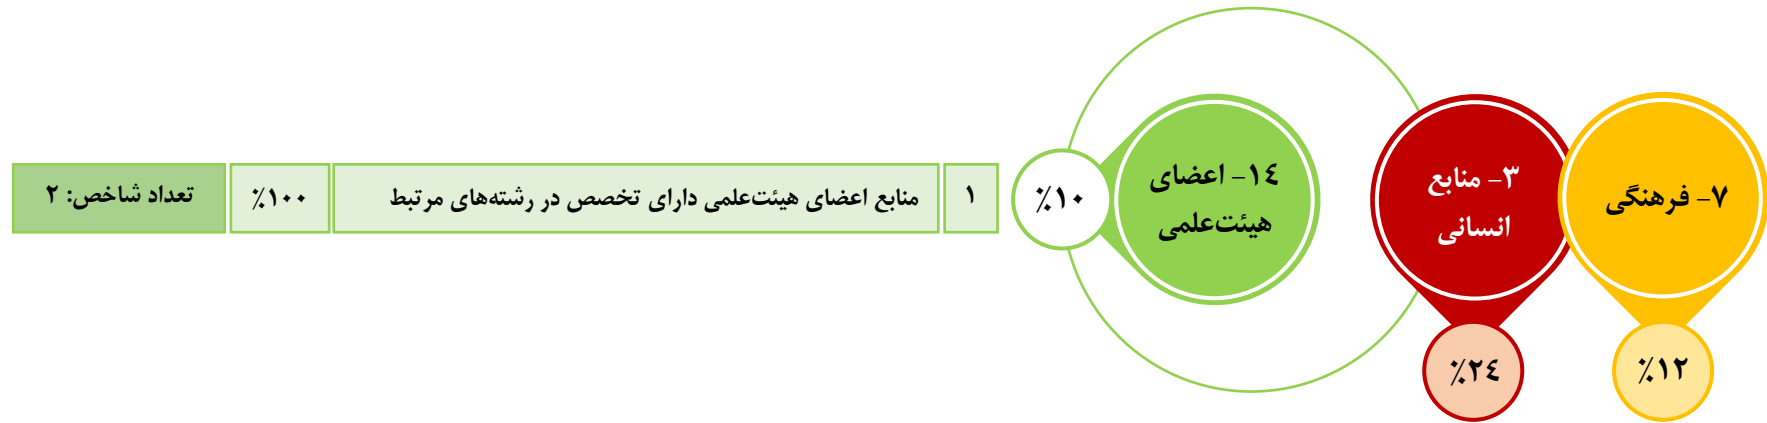 ۷- فرهنگی
٪۱۲
۳- منابع
انسانی
٪۲٤
۱٤- اعضای
هیئت‌علمی
٪۱۰
۱
منابع اعضای هیئت‌علمی دارای تخصص در رشته‌های مرتبط
٪۱۰۰
تعداد شاخص: ۲